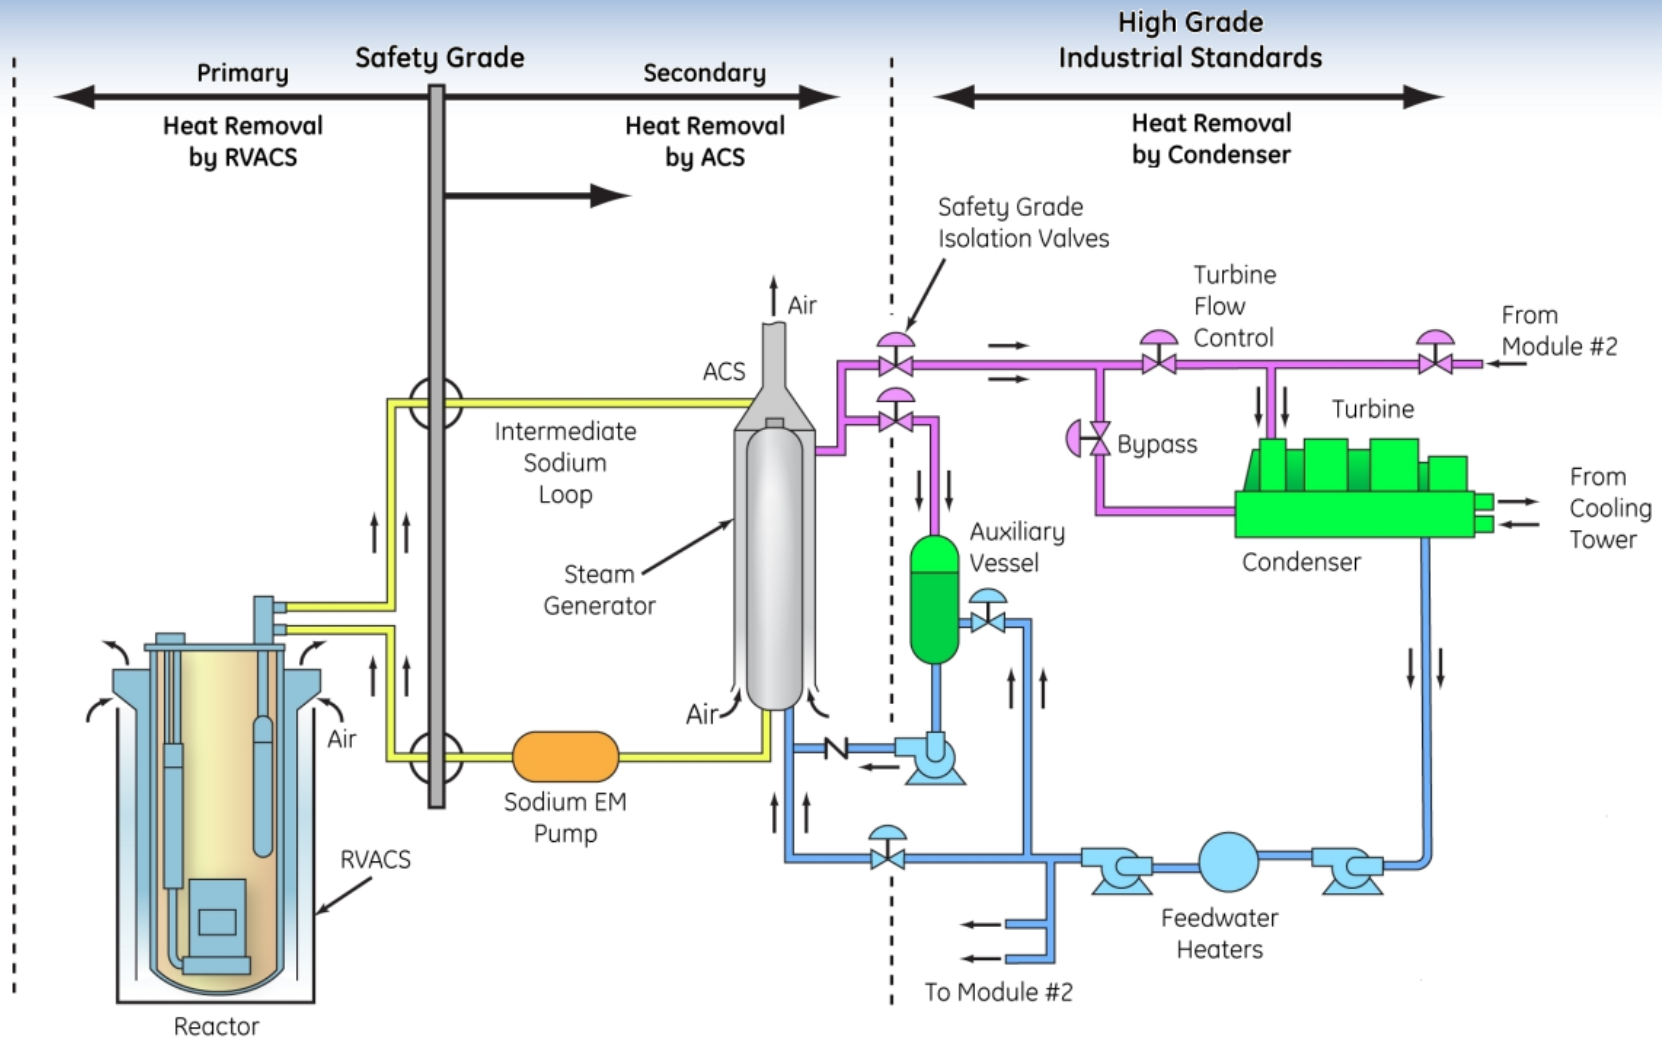 High Grade
Industrial Standards
Safety Grade
Primary
Secondary
Heat Removal
by RVACS
Heat Removal
by ACS
Heat Removal
by Condenser
Safety Grade
Isolation Valves
Turbine
Flow
Control
From
Module #2
Air
ACS
Intermediate
Sodium
Loop
Turbine
Bypass
From
Cooling
Tower
Steam
Generator
Auxiliary
Vessel
Condenser
Air
Air
Sodium EM
Pump
RVACS
Feedwater
Heaters
To Module #2
Reactor